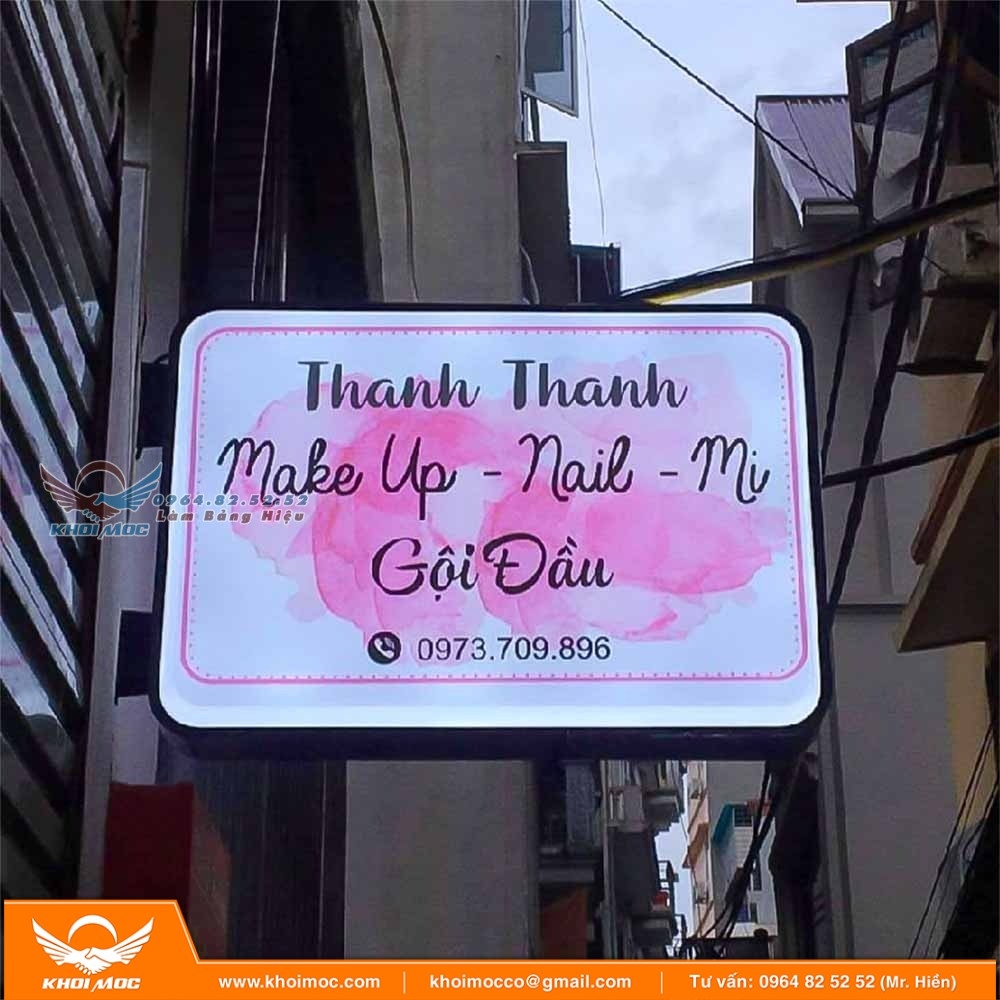 Thanh Thanh
Make Up - Nail - Mi
Gội Đầu
0973.709.896
KHOI MOC
0964.82.52.52
Làm Bảng Hiệu
KHOI MOC
www.khoimoc.com
khoimocco@gmail.com
Tư vấn: 0964 82 52 52 (Mr. Hiển)